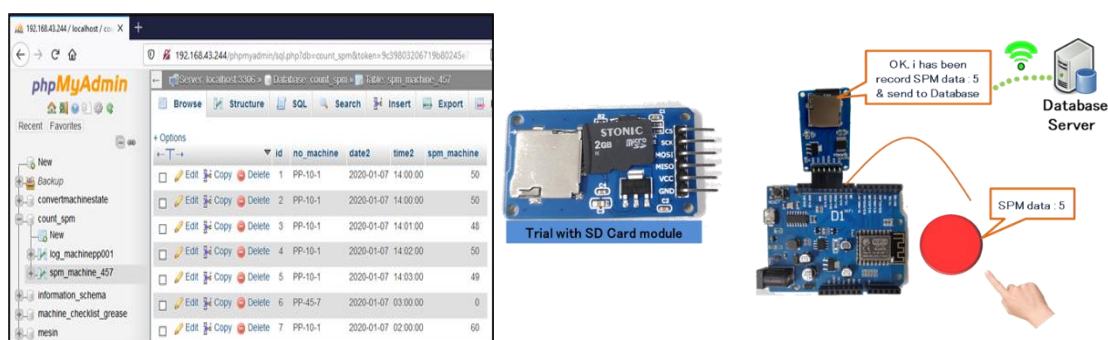 192.168.43.244 / localhost / co
192.168.43.244/phpmyadmin/sql.php?db=count_spm&token=9c39803206719b80245e7
phpMyAdmin
Recent Favorites
New
Backup
convertmachinestate
count_spm
New
log_machinepp001
spm_machine_457
information_schema
machine_checklist_grease
mesin
Server: localhost:3306 » Database: count_spm » Table: spm_machine_457
Browse Structure SQL Search Insert Export
+ Options
←T→ id no_machine date2 time2 spm_machine
Edit Copy Delete 1 PP-10-1 2020-01-07 14:00:00 50
Edit Copy Delete 2 PP-10-1 2020-01-07 14:00:00 50
Edit Copy Delete 3 PP-10-1 2020-01-07 14:01:00 48
Edit Copy Delete 4 PP-10-1 2020-01-07 14:02:00 50
Edit Copy Delete 5 PP-10-1 2020-01-07 14:03:00 49
Edit Copy Delete 6 PP-45-7 2020-01-07 03:00:00 0
Edit Copy Delete 7 PP-10-1 2020-01-07 02:00:00 60
STONIC
2GB
micro
CS
SCK
MOSI
MISO
VCC
GND
C1
C2
Trial with SD Card module
OK, i has been
record SPM data : 5
& send to Database
Database
Server
D1
SPM data : 5